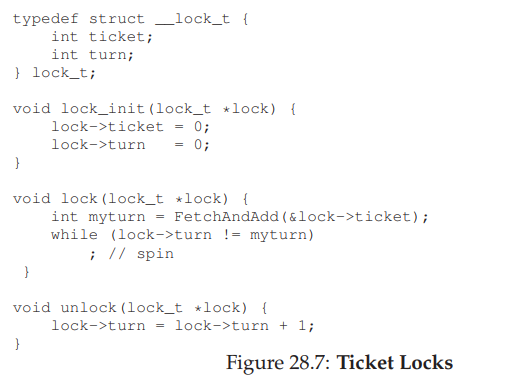 typedef struct __lock_t {
    int ticket;
    int turn;
} lock_t;

void lock_init(lock_t *lock) {
    lock->ticket = 0;
    lock->turn   = 0;
}

void lock(lock_t *lock) {
    int myturn = FetchAndAdd(&lock->ticket);
    while (lock->turn != myturn)
        ; // spin
}

void unlock(lock_t *lock) {
    lock->turn = lock->turn + 1;
}
Figure 28.7: Ticket Locks